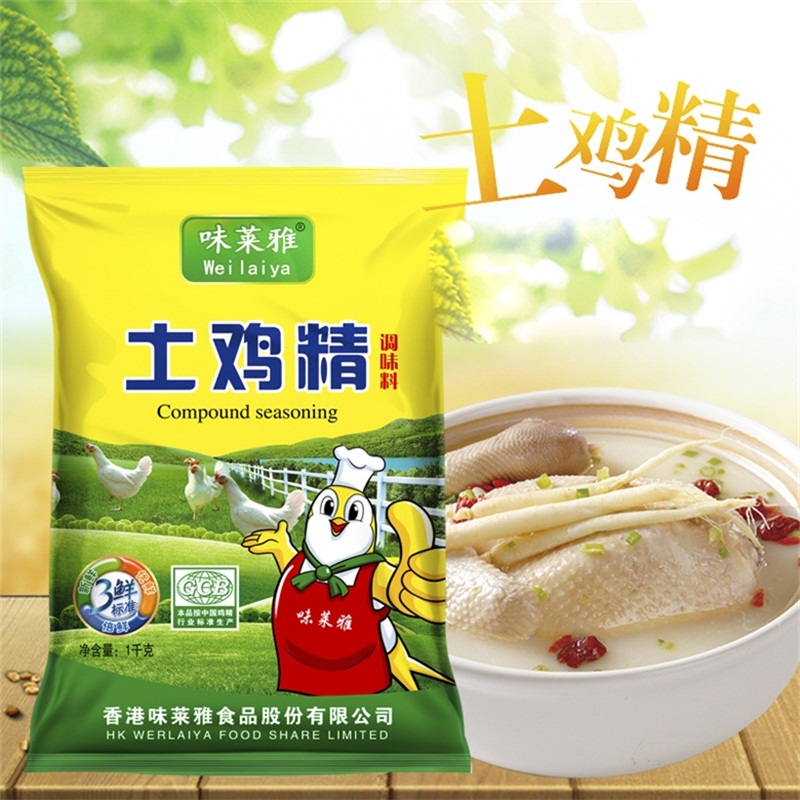 土鸡精
味莱雅®
Weilaiya
土鸡精
调味料
Compound seasoning
味莱雅
3鲜
标准
倍鲜
本品按中国鸡精
行业标准生产
净含量：1千克
香港味莱雅食品股份有限公司
HK WERLAIYA FOOD SHARE LIMITED